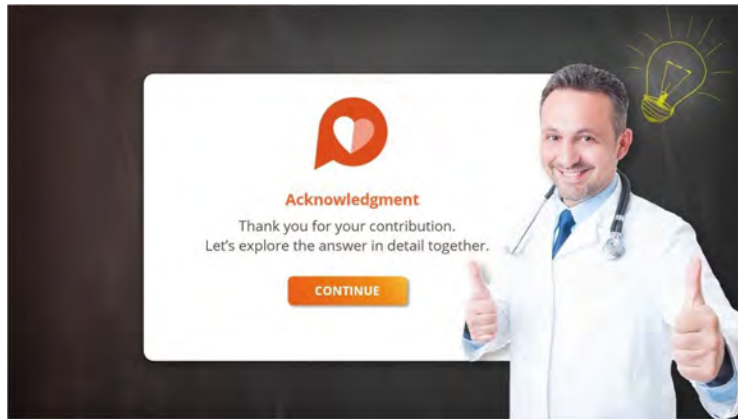 Acknowledgment
Thank you for your contribution.
Let's explore the answer in detail together.
CONTINUE